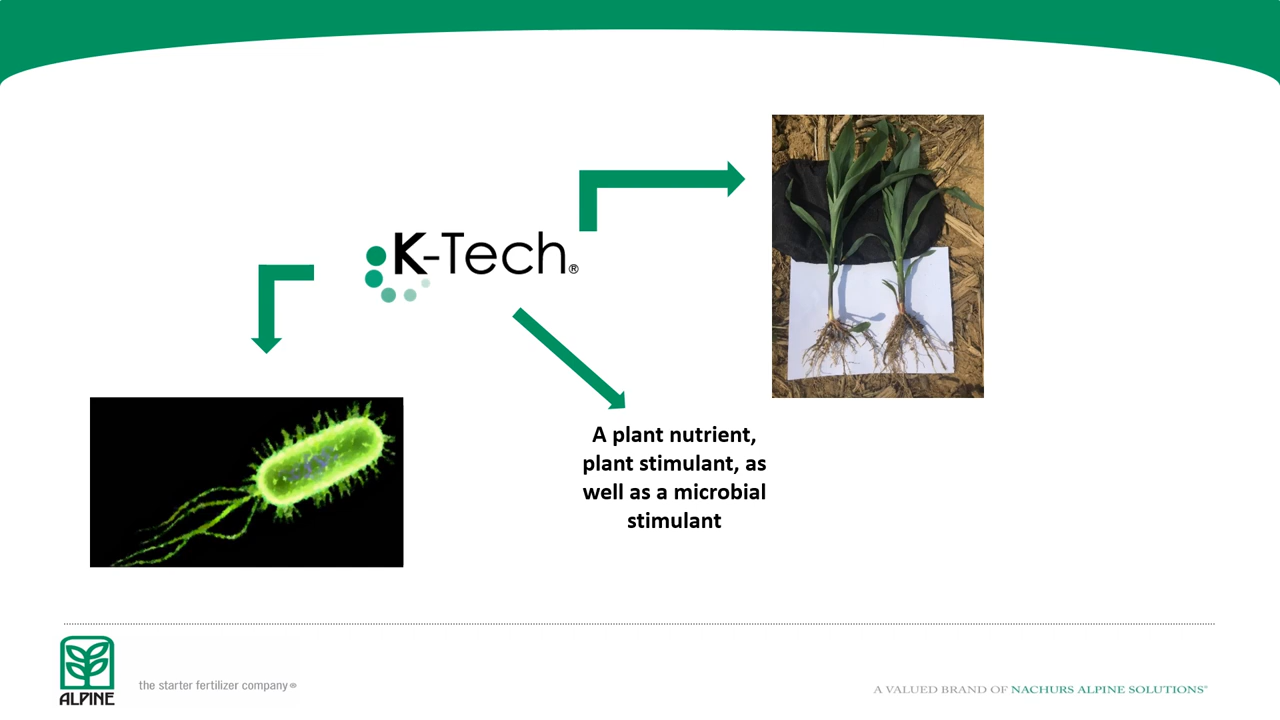 K-Tech®
A plant nutrient,
plant stimulant, as
well as a microbial
stimulant
ALPINE
the starter fertilizer company®
A VALUED BRAND OF NACHURS ALPINE SOLUTIONS®